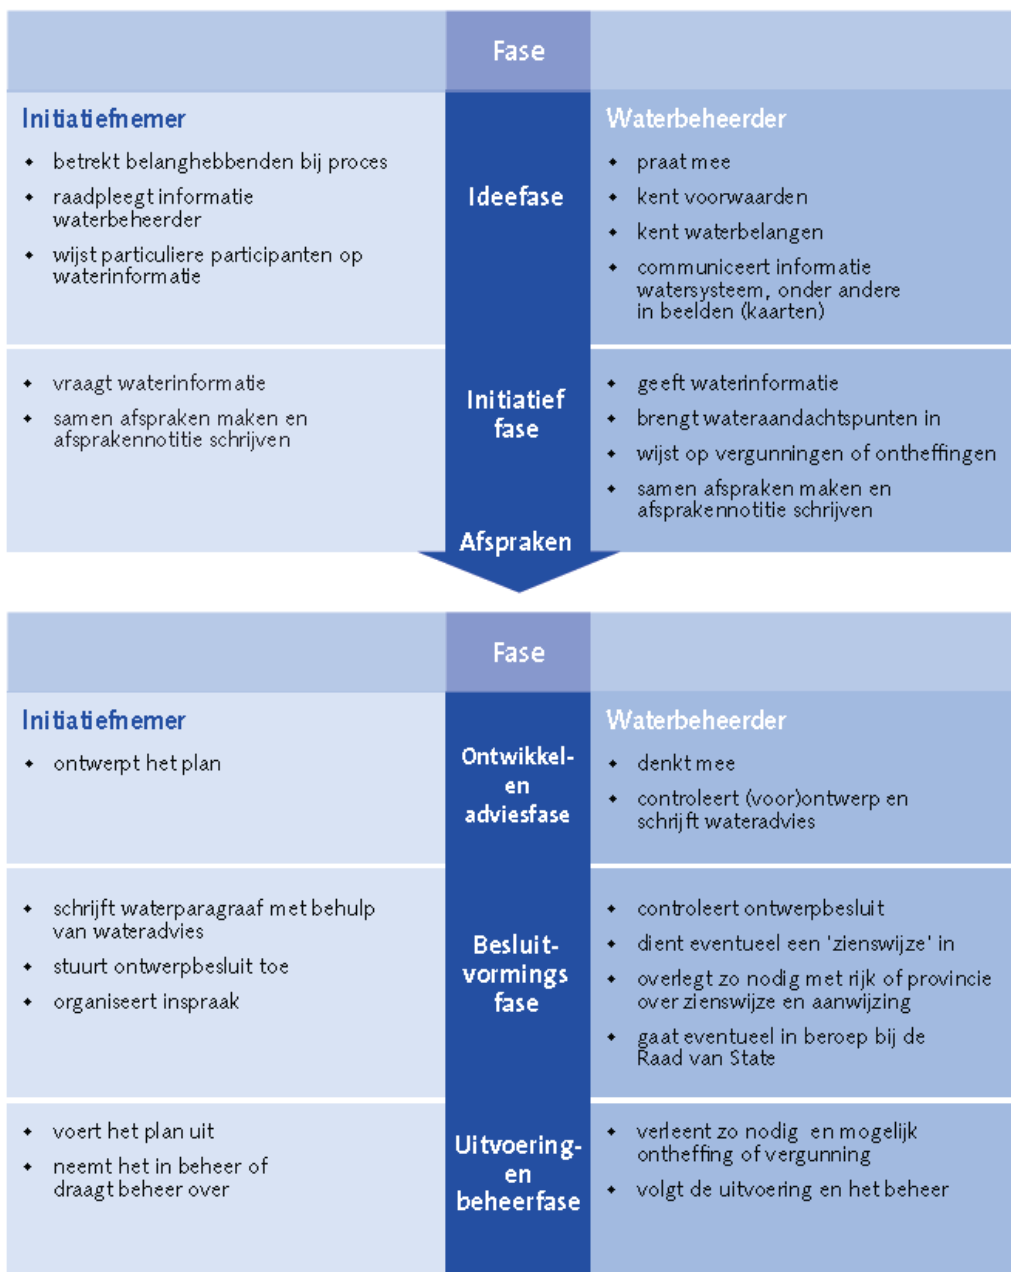 Fase
Initiatiefnemer
• betrekt belanghebbenden bij proces
• raadpleegt informatie
waterbeheerder
• wijst particuliere participanten op
waterinformatie
Ideefase
Waterbeheerder
• praat mee
• kent voorwaarden
• kent waterbelangen
• communiceert informatie
watersysteem, onder andere
in beelden (kaarten)
• vraagt waterinformatie
• samen afspraken maken en
afsprakennotitie schrijven
Initiatief
fase
• geeft waterinformatie
• brengt wateraandachtspunten in
• wijst op vergunningen of ontheffingen
• samen afspraken maken en
afsprakennotitie schrijven
Afspraken
Fase
Initiatiefnemer
• ontwerpt het plan
Ontwikkel-
en
adviesfase
Waterbeheerder
• denkt mee
• controleert (voor)ontwerp en
schrijft wateradvies
• schrijft waterparagraaf met behulp
van wateradvies
• stuurt ontwerpbesluit toe
• organiseert inspraak
Besluit-
vormings
fase
• controleert ontwerpbesluit
• dient eventueel een 'zienswijze' in
• overlegt zo nodig met rijk of provincie
over zienswijze en aanwijzing
• gaat eventueel in beroep bij de
Raad van State
• voert het plan uit
• neemt het in beheer of
draagt beheer over
Uitvoering-
en
beheerfase
• verleent zo nodig en mogelijk
ontheffing of vergunning
• volgt de uitvoering en het beheer